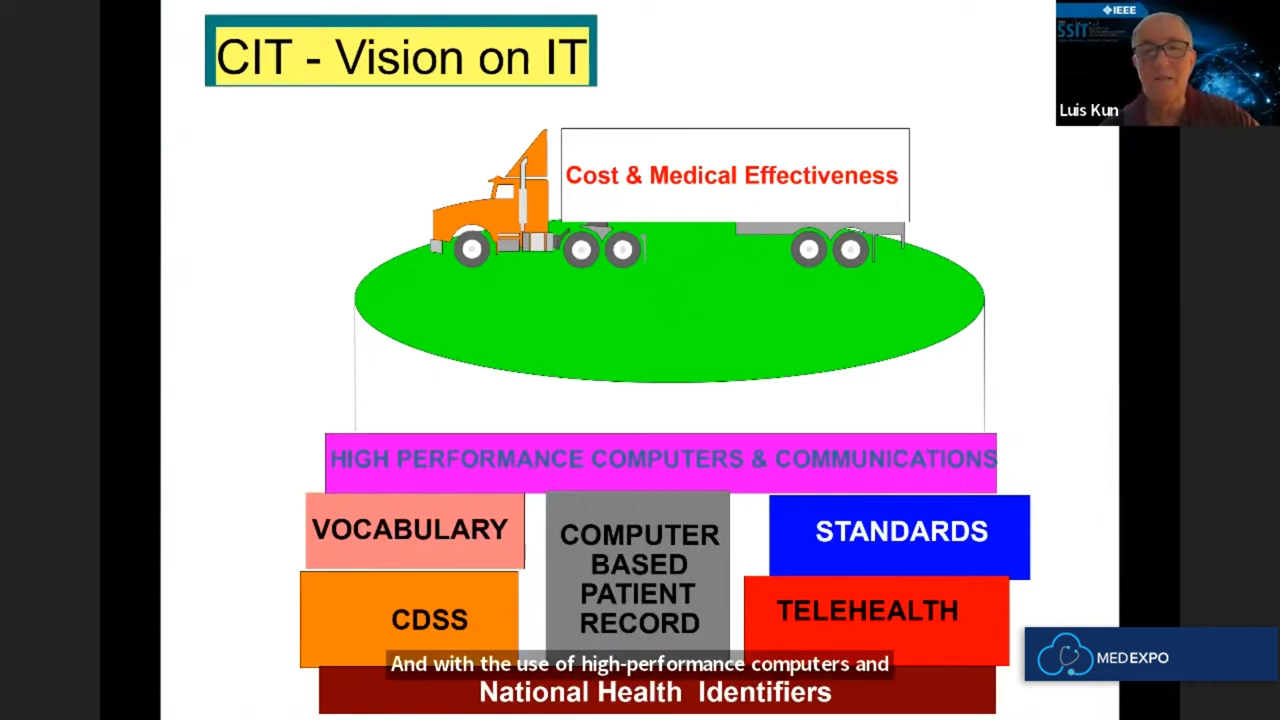 CIT - Vision on IT
IEEE
SSIT
Luis Kun
Cost & Medical Effectiveness
HIGH PERFORMANCE COMPUTERS & COMMUNICATIONS
VOCABULARY
COMPUTER
BASED
PATIENT
RECORD
STANDARDS
CDSS
TELEHEALTH
And with the use of high-performance computers and
MEDEXPO
National Health Identifiers